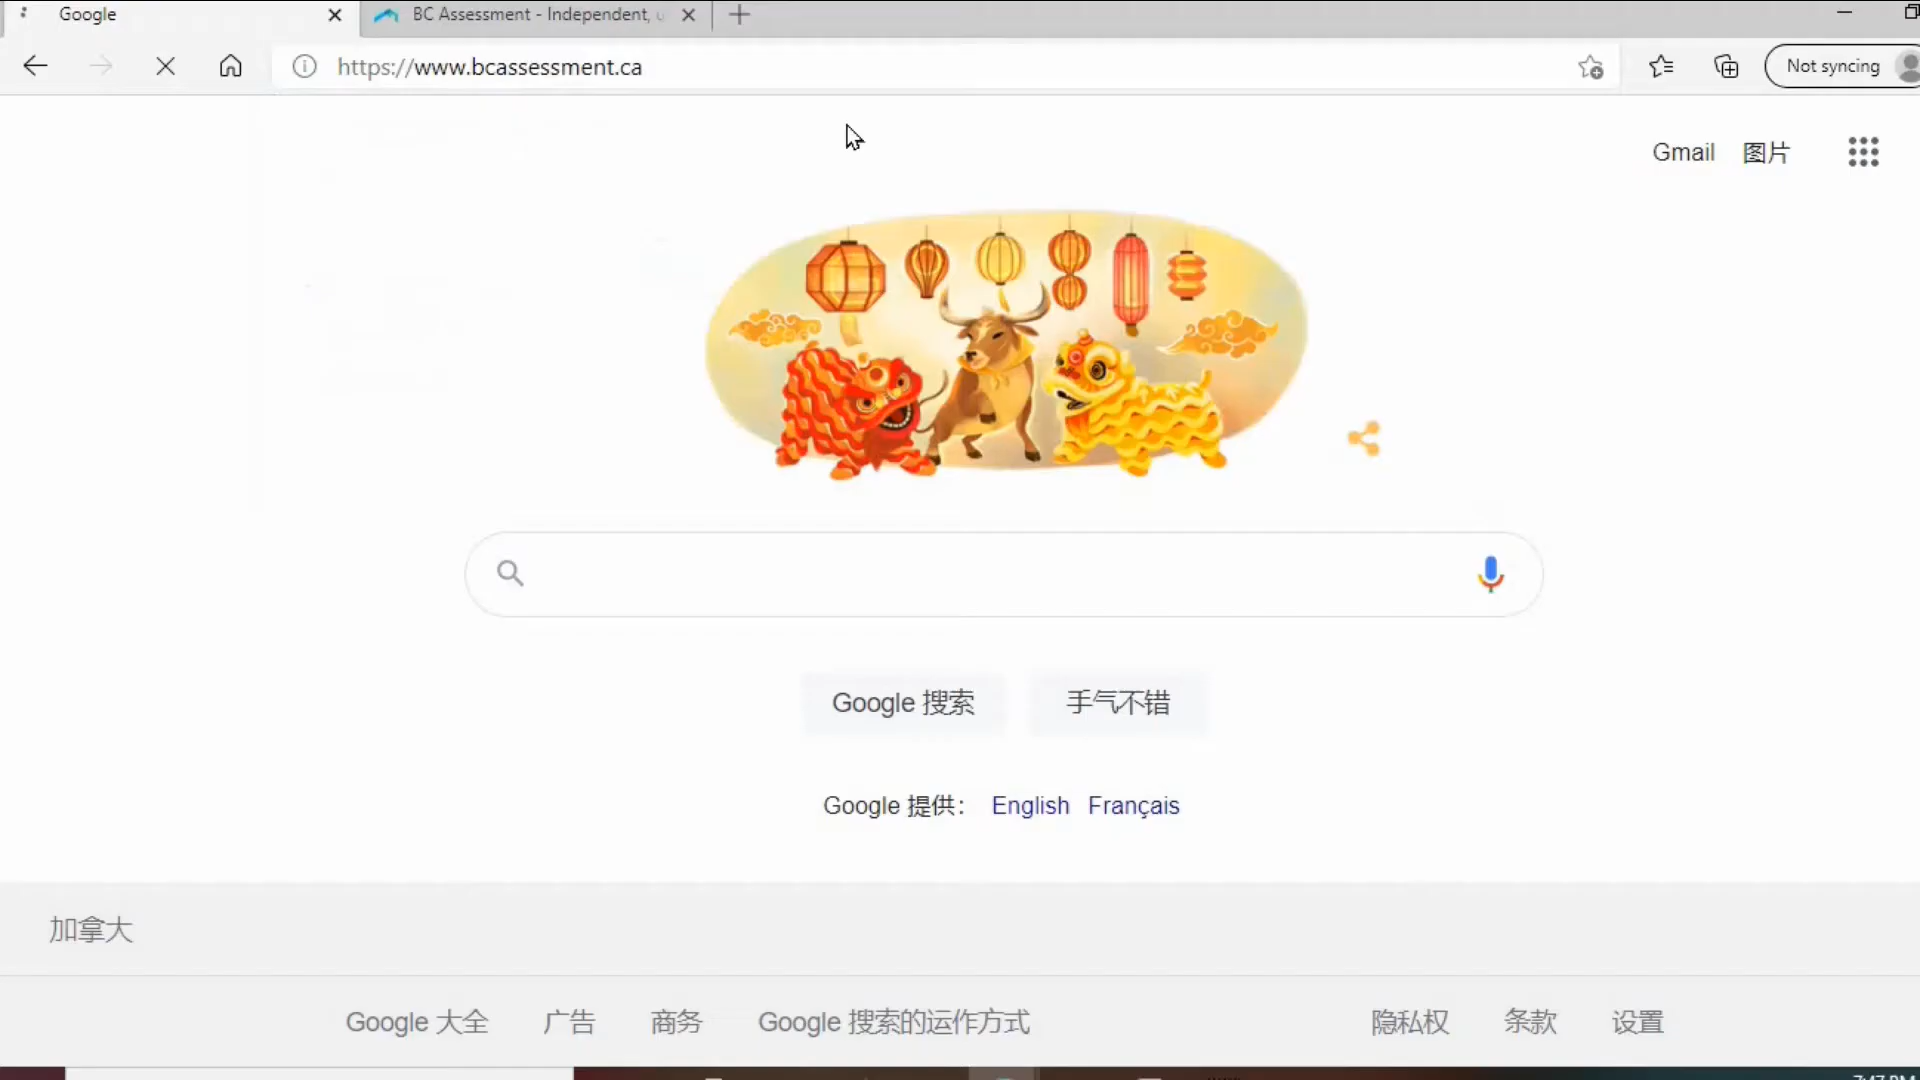 Google
BC Assessment - Independent, u
https://www.bcassessment.ca
Not syncing
Gmail 图片
Google 搜索 手气不错
Google 提供： English Français
加拿大
Google 大全 广告 商务 Google 搜索的运作方式 隐私权 条款 设置